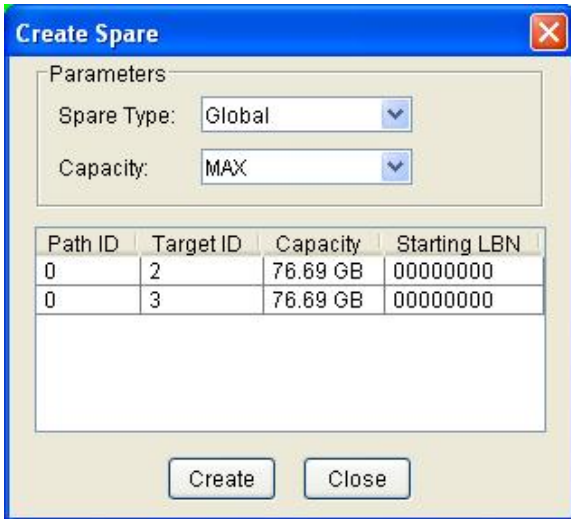 Create Spare
Parameters
Spare Type: Global
Capacity: MAX
Path ID Target ID Capacity Starting LBN
0 2 76.69 GB 00000000
0 3 76.69 GB 00000000
Create Close